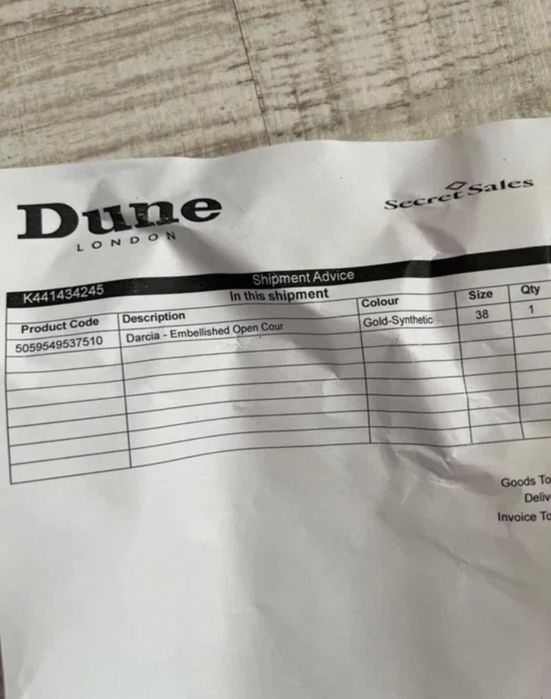 Dune
LONDON
Secret Sales
Shipment Advice
K441434245
In this shipment
Product Code Description Colour Size Qty
5059549537510 Darcia - Embellished Open Cour Gold-Synthetic 38 1
Goods To
Deliv
Invoice To